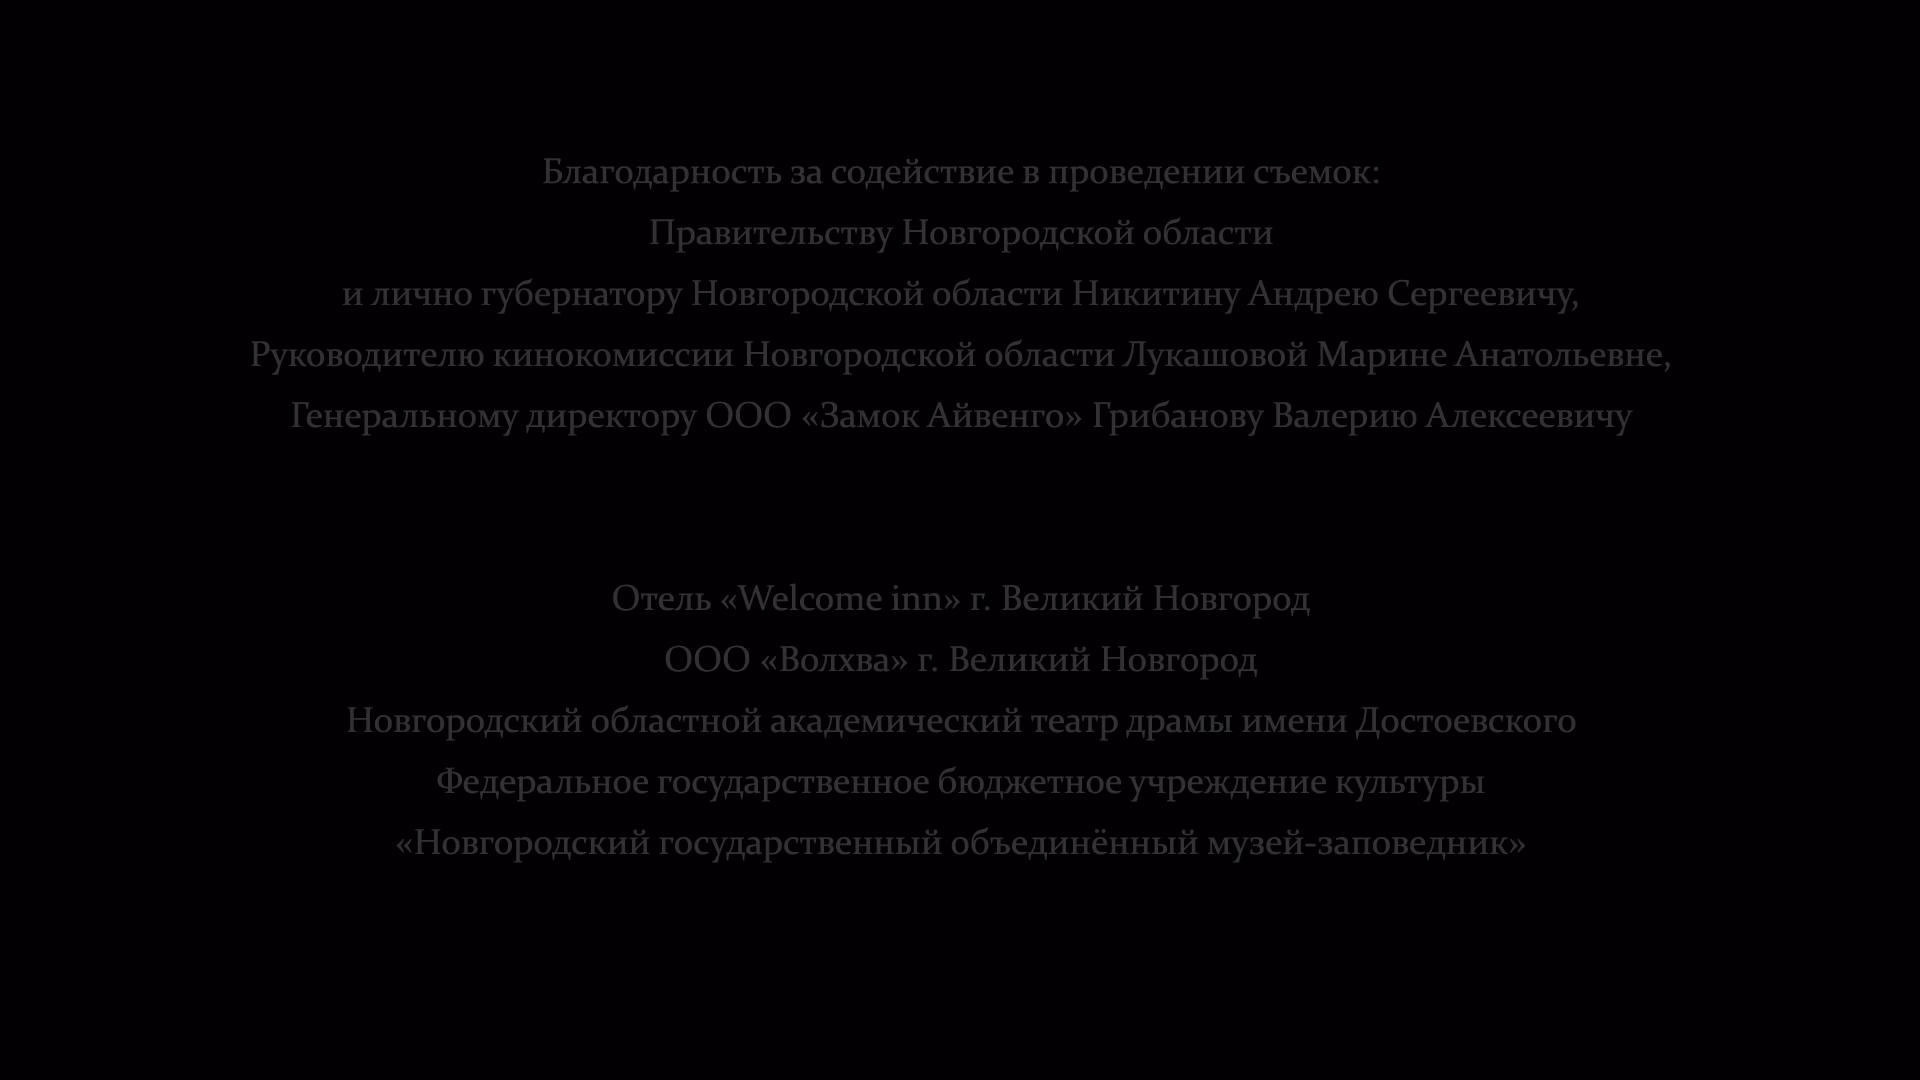 Благодарность за содействие в проведении съемок:
Правительству Новгородской области
и лично губернатору Новгородской области Никитину Андрею Сергеевичу,
Руководителю кинокомиссии Новгородской области Лукашовой Марине Анатольевне,
Генеральному директору ООО «Замок Айвенго» Грибанову Валерию Алексеевичу
Отель «Welcome inn» г. Великий Новгород
ООО «Волхва» г. Великий Новгород
Новгородский областной академический театр драмы имени Достоевского
Федеральное государственное бюджетное учреждение культуры
«Новгородский государственный объединённый музей-заповедник»